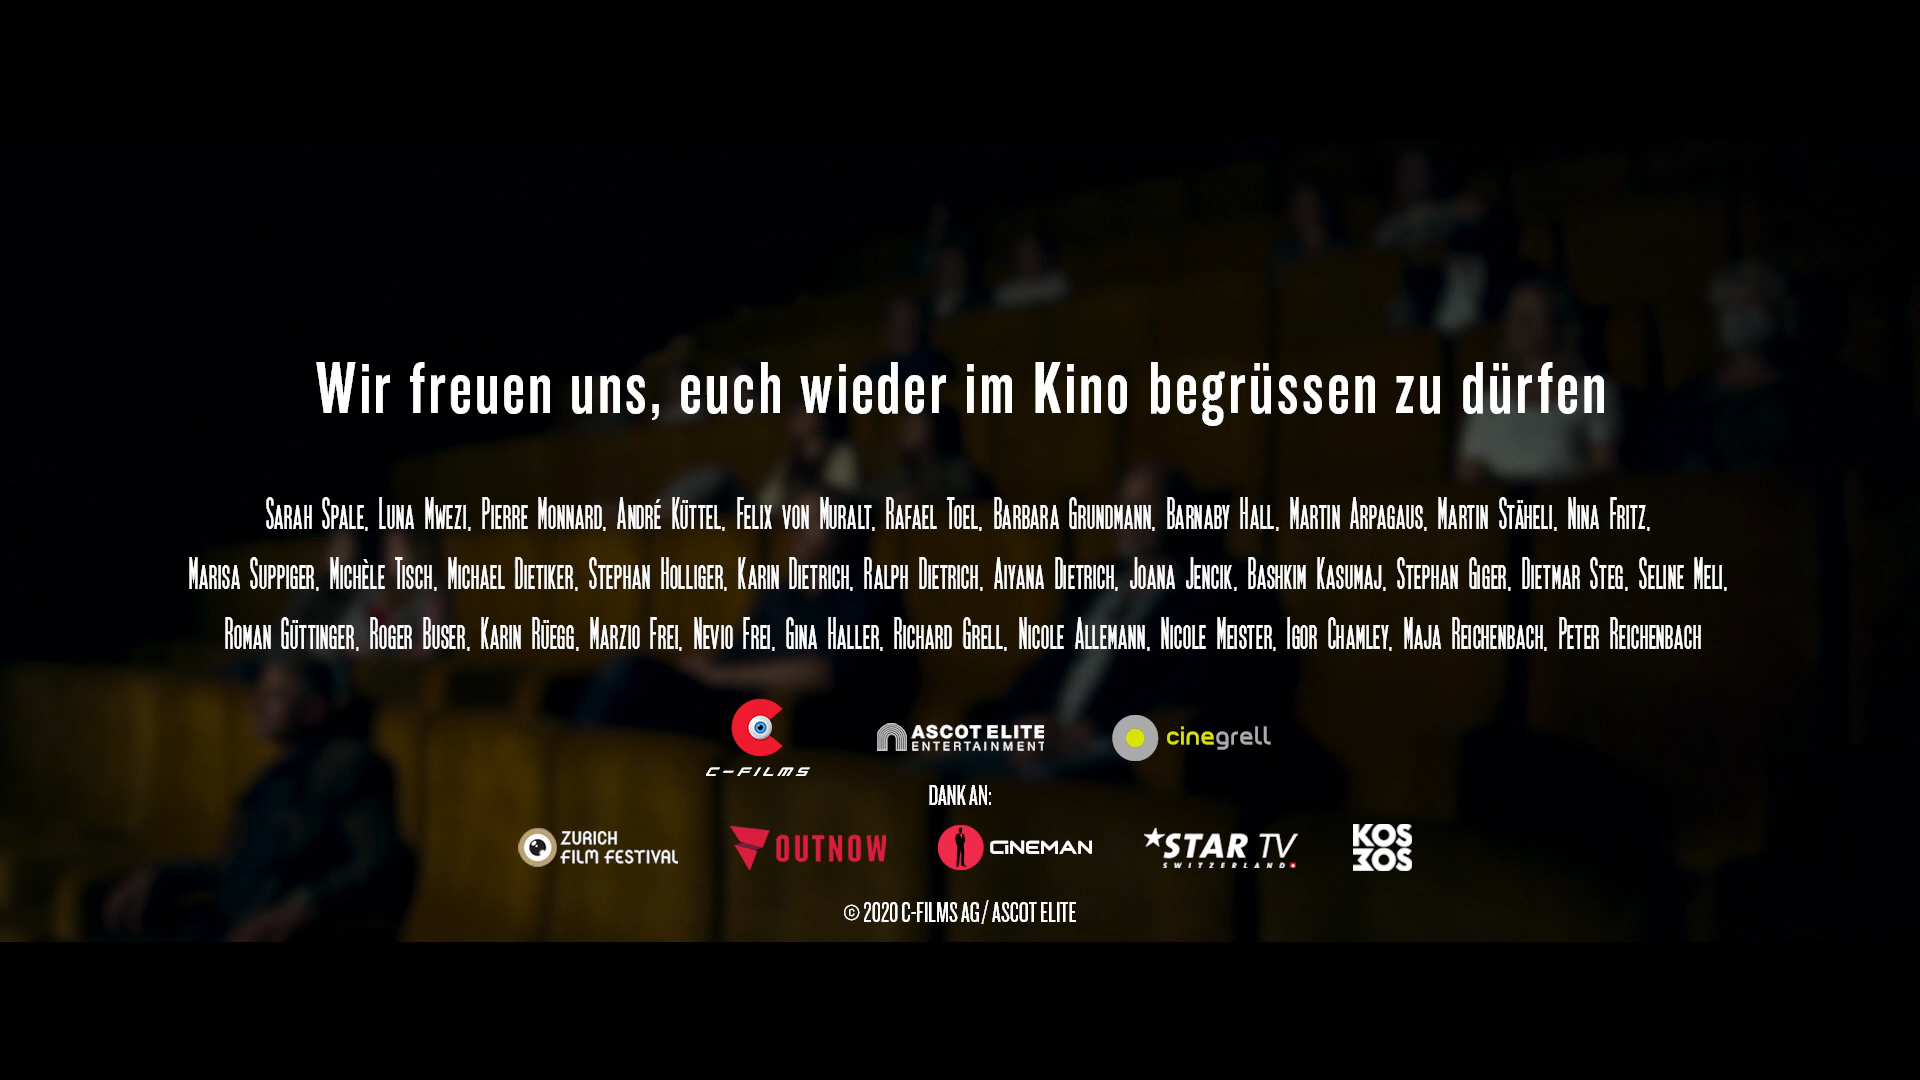 Wir freuen uns, euch wieder im Kino begrüssen zu dürfen
Sarah Spale, Luna Mwezi, Pierre Monnard, André Küttel, Felix von Muralt, Rafael Toel, Barbara Grundmann, Barnaby Hall, Martin Arpagaus, Martin Stäheli, Nina Fritz,
Marisa Suppiger, Michèle Tisch, Michael Dietiker, Stephan Holliger, Karin Dietrich, Ralph Dietrich, Aiyana Dietrich, Joana Jencik, Bashkim Kasumaj, Stephan Giger, Dietmar Steg, Seline Meli,
Roman Güttinger, Roger Buser, Karin Rüegg, Marzio Frei, Nevio Frei, Gina Haller, Richard Grell, Nicole Allemann, Nicole Meister, Igor Chamley, Maja Reichenbach, Peter Reichenbach
C-FILMS
ASCOT ELITE
ENTERTAINMENT
cinegrell
DANK AN:
ZURICH
FILM FESTIVAL
OUTNOW
CINEMAN
STAR TV
SWITZERLAND
KOS
MOS
© 2020 C-FILMS AG / ASCOT ELITE